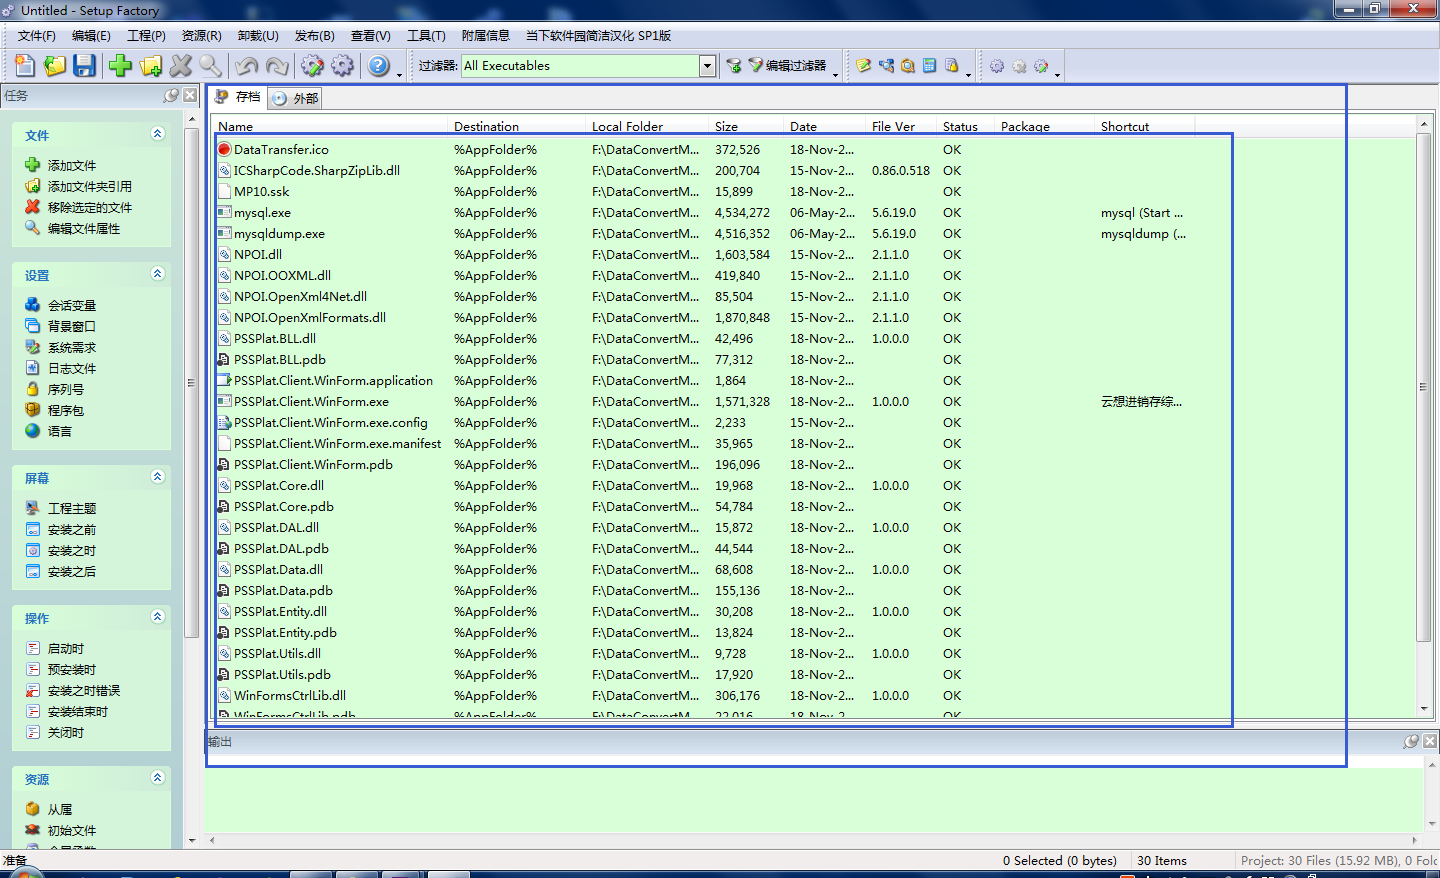 Untitled - Setup Factory
文件(F) 编辑(E) 工程(P) 资源(R) 卸载(U) 发布(B) 查看(V) 工具(T) 附属信息 当下软件园简洁汉化 SP1版
过滤器: All Executables 编辑过滤器
任务
文件
添加文件
添加文件夹引用
移除选定的文件
编辑文件属性
设置
会话变量
背景窗口
系统需求
日志文件
序列号
程序包
语言
屏幕
工程主题
安装之前
安装之时
安装之后
操作
启动时
预安装时
安装之时错误
安装结束时
关闭时
资源
从属
初始文件
存档 外部
Name Destination Local Folder Size Date File Ver Status Package Shortcut
DataTransfer.ico %AppFolder% F:\DataConvertM... 372,526 18-Nov-2... OK
ICSharpCode.SharpZipLib.dll %AppFolder% F:\DataConvertM... 200,704 15-Nov-2... 0.86.0.518 OK
MP10.ssk %AppFolder% F:\DataConvertM... 15,899 18-Nov-2... OK
mysql.exe %AppFolder% F:\DataConvertM... 4,534,272 06-May-2... 5.6.19.0 OK mysql (Start ...
mysqldump.exe %AppFolder% F:\DataConvertM... 4,516,352 06-May-2... 5.6.19.0 OK mysqldump (...
NPOI.dll %AppFolder% F:\DataConvertM... 1,603,584 15-Nov-2... 2.1.1.0 OK
NPOI.OOXML.dll %AppFolder% F:\DataConvertM... 419,840 15-Nov-2... 2.1.1.0 OK
NPOI.OpenXml4Net.dll %AppFolder% F:\DataConvertM... 85,504 15-Nov-2... 2.1.1.0 OK
NPOI.OpenXmlFormats.dll %AppFolder% F:\DataConvertM... 1,870,848 15-Nov-2... 2.1.1.0 OK
PSSPlat.BLL.dll %AppFolder% F:\DataConvertM... 42,496 18-Nov-2... 1.0.0.0 OK
PSSPlat.BLL.pdb %AppFolder% F:\DataConvertM... 77,312 18-Nov-2... OK
PSSPlat.Client.WinForm.application %AppFolder% F:\DataConvertM... 1,864 18-Nov-2... OK
PSSPlat.Client.WinForm.exe %AppFolder% F:\DataConvertM... 1,571,328 18-Nov-2... 1.0.0.0 OK 云想进销存综...
PSSPlat.Client.WinForm.exe.config %AppFolder% F:\DataConvertM... 2,233 15-Nov-2... OK
PSSPlat.Client.WinForm.exe.manifest %AppFolder% F:\DataConvertM... 35,965 18-Nov-2... OK
PSSPlat.Client.WinForm.pdb %AppFolder% F:\DataConvertM... 196,096 18-Nov-2... OK
PSSPlat.Core.dll %AppFolder% F:\DataConvertM... 19,968 18-Nov-2... 1.0.0.0 OK
PSSPlat.Core.pdb %AppFolder% F:\DataConvertM... 54,784 18-Nov-2... OK
PSSPlat.DAL.dll %AppFolder% F:\DataConvertM... 15,872 18-Nov-2... 1.0.0.0 OK
PSSPlat.DAL.pdb %AppFolder% F:\DataConvertM... 44,544 18-Nov-2... OK
PSSPlat.Data.dll %AppFolder% F:\DataConvertM... 68,608 18-Nov-2... 1.0.0.0 OK
PSSPlat.Data.pdb %AppFolder% F:\DataConvertM... 155,136 18-Nov-2... OK
PSSPlat.Entity.dll %AppFolder% F:\DataConvertM... 30,208 18-Nov-2... 1.0.0.0 OK
PSSPlat.Entity.pdb %AppFolder% F:\DataConvertM... 13,824 18-Nov-2... OK
PSSPlat.Utils.dll %AppFolder% F:\DataConvertM... 9,728 18-Nov-2... 1.0.0.0 OK
PSSPlat.Utils.pdb %AppFolder% F:\DataConvertM... 17,920 18-Nov-2... OK
WinFormsCtrlLib.dll %AppFolder% F:\DataConvertM... 306,176 18-Nov-2... 1.0.0.0 OK
WinFormsCtrlLib.pdb %AppFolder% F:\DataConvertM... 22,016 18-Nov-2... OK
输出
准备 0 Selected (0 bytes) 30 Items Project: 30 Files (15.92 MB), 0 Fold